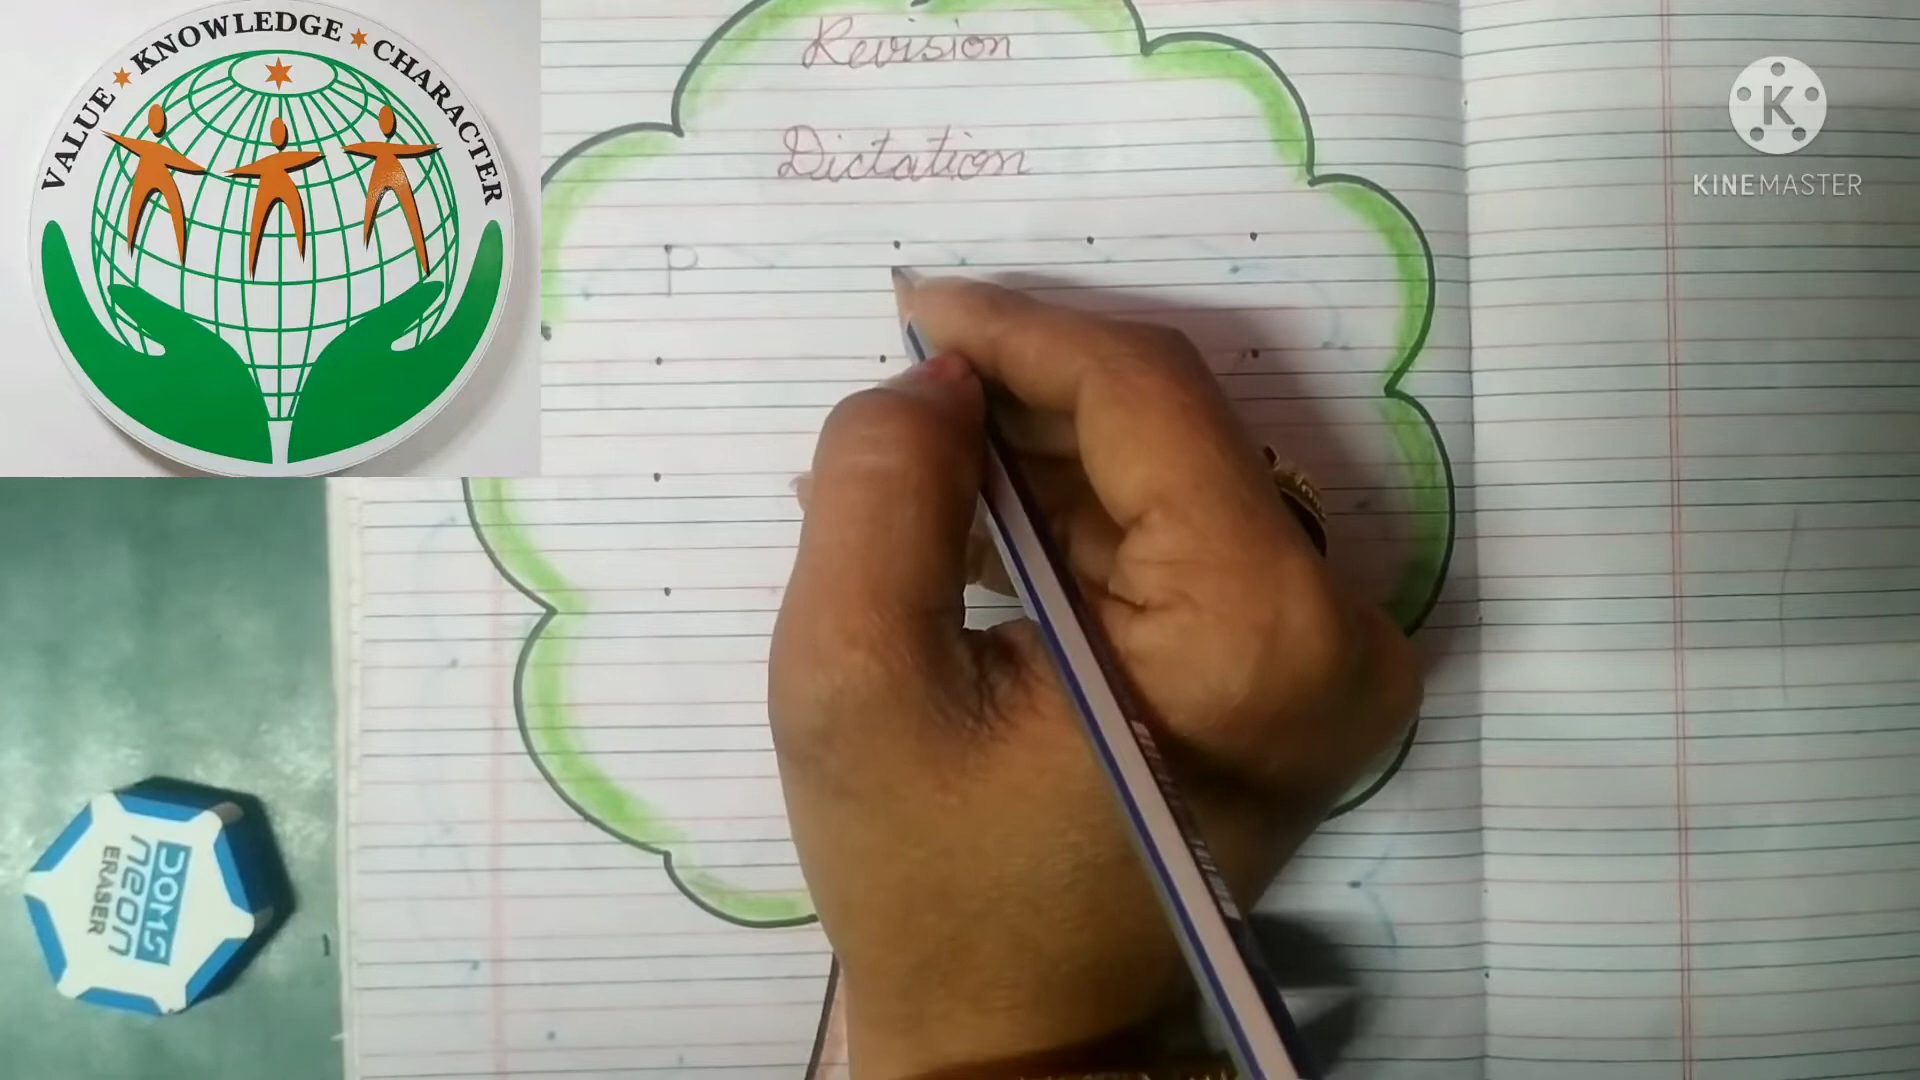 VALUE ✶ KNOWLEDGE ✶ CHARACTER
Revision
Dictation
P
K
KINEMASTER
DOMS
neon
ERASER